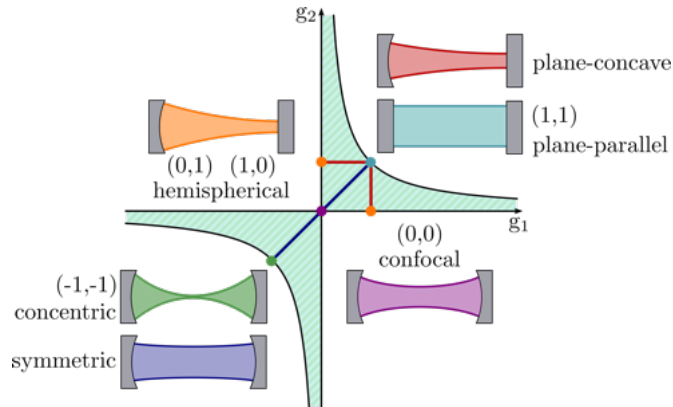 g₂
plane-concave
(1,1)
plane-parallel
(0,1) (1,0)
hemispherical
g₁
(0,0)
confocal
(-1,-1)
concentric
symmetric